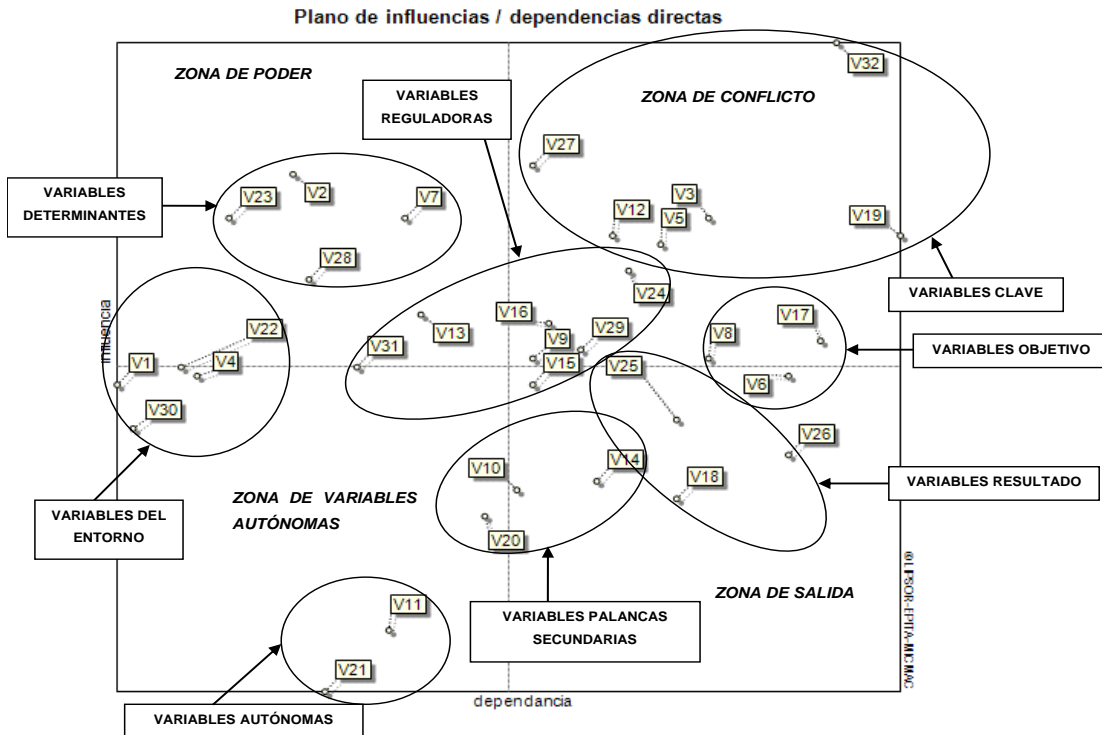 Plano de influencias / dependencias directas
ZONA DE PODER
VARIABLES
REGULADORAS
ZONA DE CONFLICTO
V32
V27
VARIABLES
DETERMINANTES
V23
V2
V7
V12
V5
V3
V19
V28
V24
VARIABLES CLAVE
influencia
V22
V16
V13
V29
V17
V1
V4
V31
V9
V8
VARIABLES OBJETIVO
V15
V25
V6
V30
V26
V10
V14
V18
VARIABLES RESULTADO
ZONA DE VARIABLES
AUTÓNOMAS
VARIABLES DEL
ENTORNO
V20
ZONA DE SALIDA
V11
VARIABLES PALANCAS
SECUNDARIAS
V21
dependancia
VARIABLES AUTÓNOMAS
© LIPSOR-EPITA-MICMAC